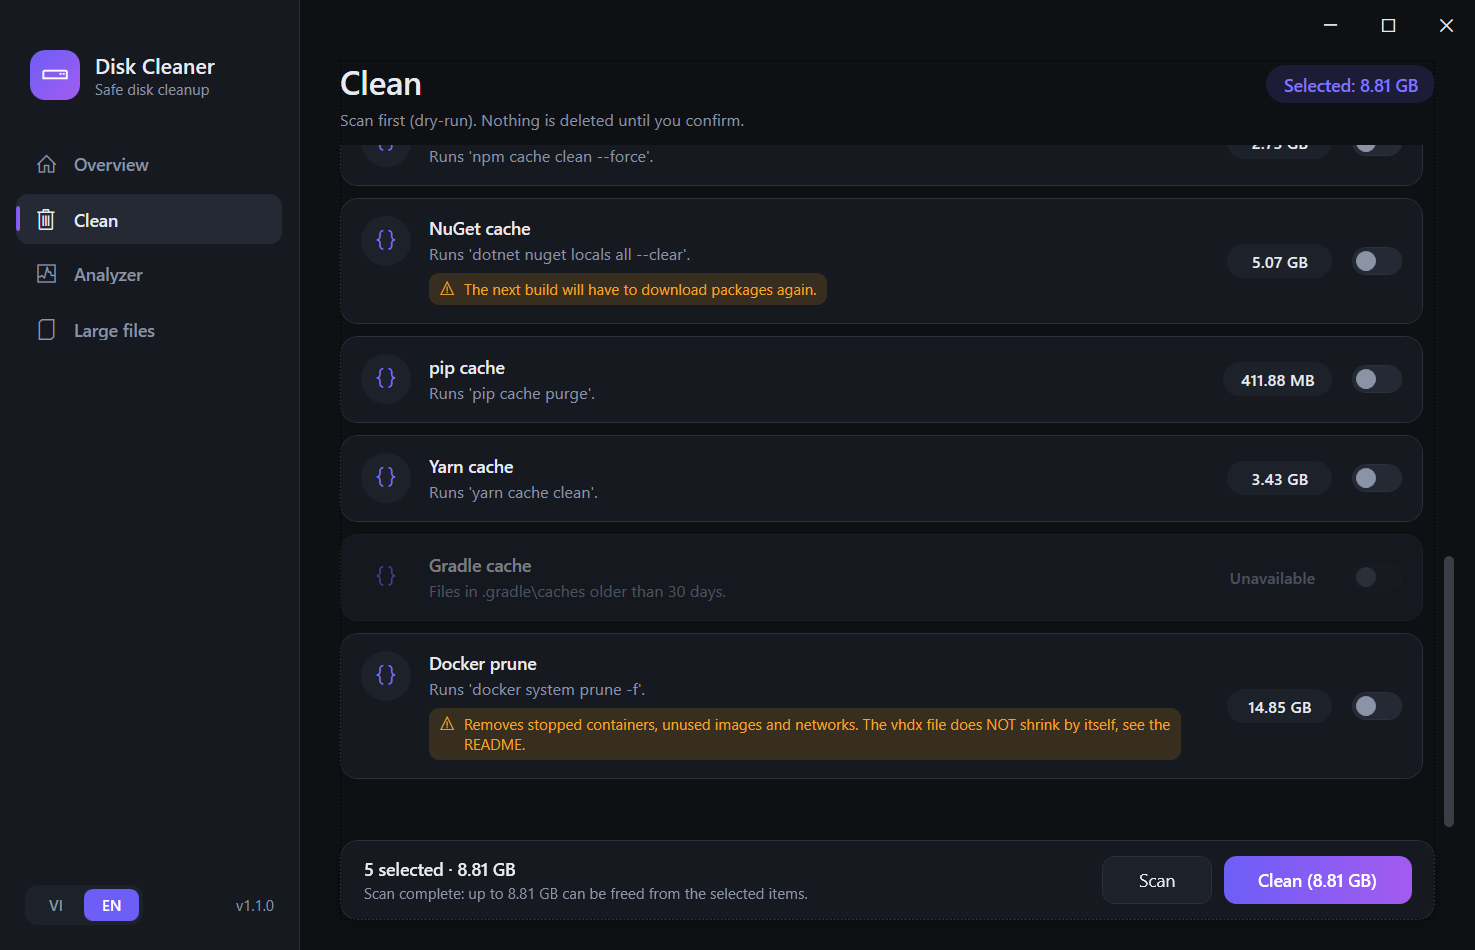 Disk Cleaner
Safe disk cleanup
Overview
Clean
Analyzer
Large files
VI
EN
v1.1.0
Clean
Selected: 8.81 GB
Scan first (dry-run). Nothing is deleted until you confirm.
Runs 'npm cache clean --force'.
2.73 GB
NuGet cache
Runs 'dotnet nuget locals all --clear'.
⚠ The next build will have to download packages again.
5.07 GB
pip cache
Runs 'pip cache purge'.
411.88 MB
Yarn cache
Runs 'yarn cache clean'.
3.43 GB
Gradle cache
Files in .gradle\caches older than 30 days.
Unavailable
Docker prune
Runs 'docker system prune -f'.
⚠ Removes stopped containers, unused images and networks. The vhdx file does NOT shrink by itself, see the
README.
14.85 GB
5 selected · 8.81 GB
Scan complete: up to 8.81 GB can be freed from the selected items.
Scan
Clean (8.81 GB)